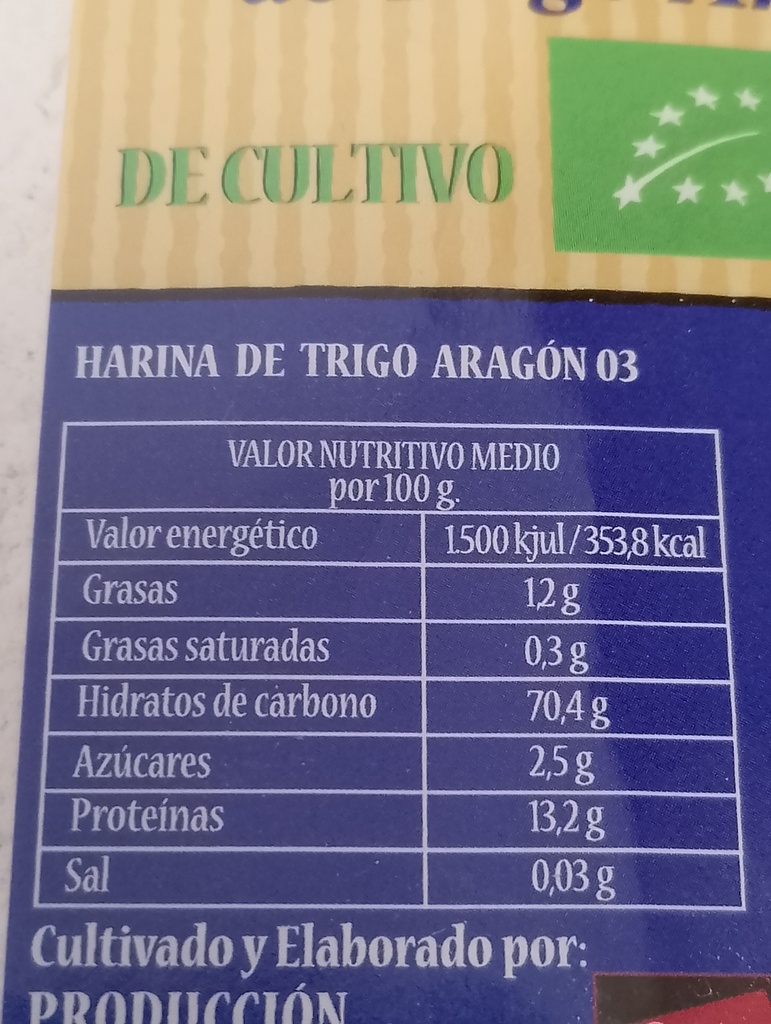 DE CULTIVO
HARINA DE TRIGO ARAGÓN 03
VALOR NUTRITIVO MEDIO
por 100 g.
Valor energético 1.500 kjul / 353,8 kcal
Grasas 1,2 g
Grasas saturadas 0,3 g
Hidratos de carbono 70,4 g
Azúcares 2,5 g
Proteínas 13,2 g
Sal 0,03 g
Cultivado y Elaborado por:
PRODUCCIÓN